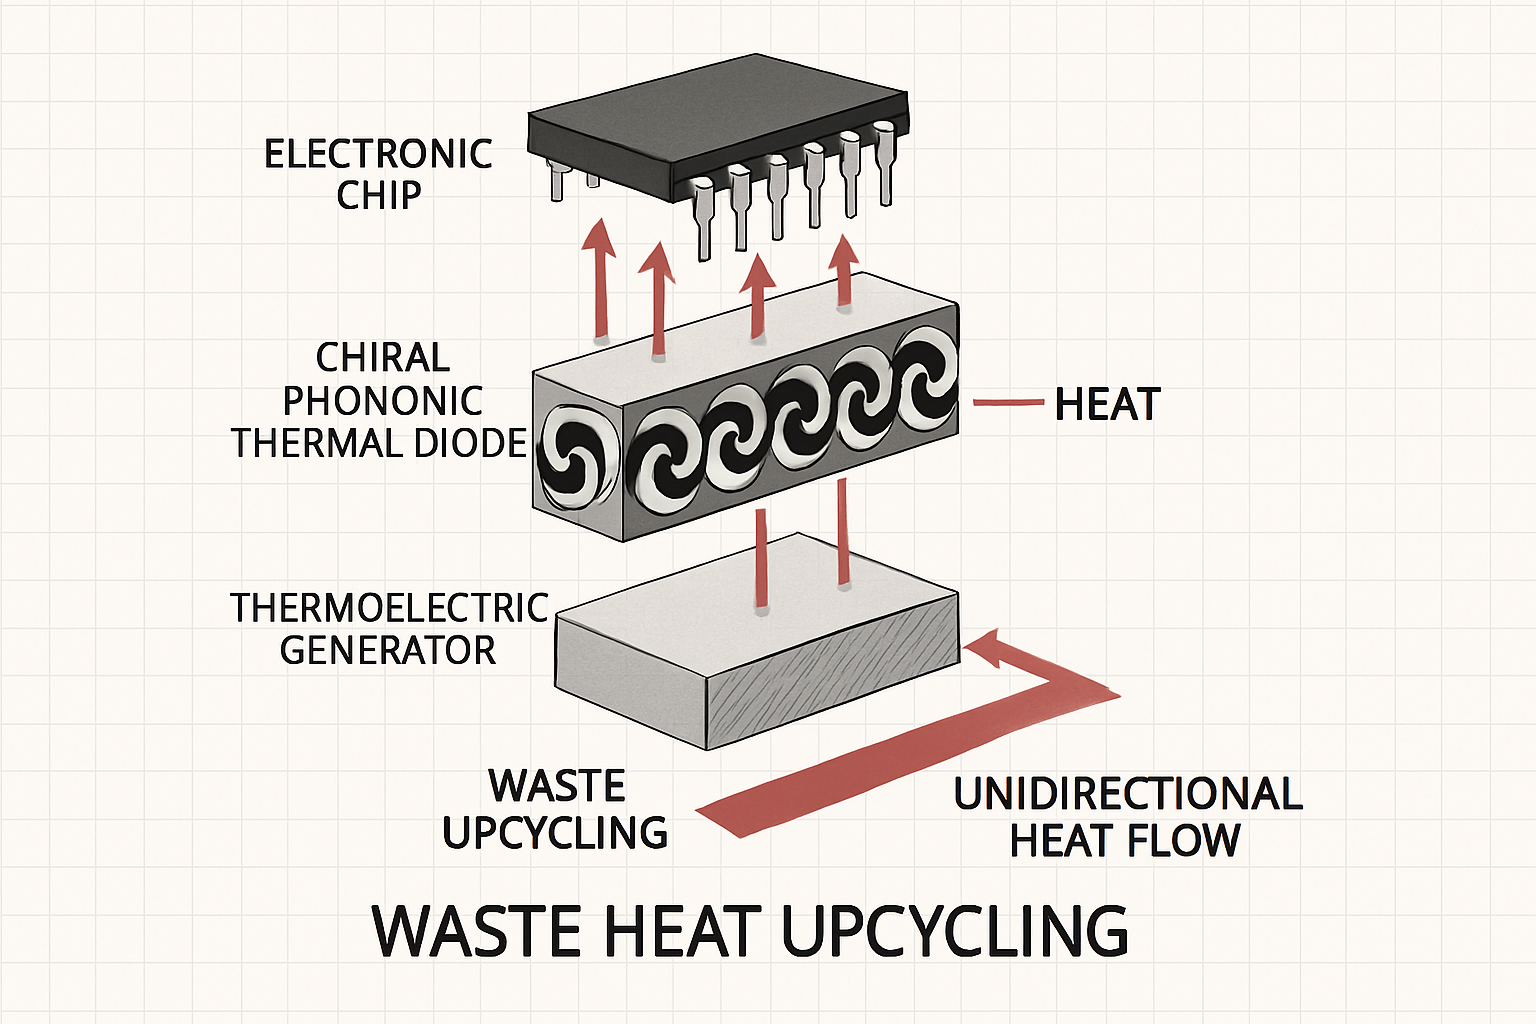 ELECTRONIC
CHIP
CHIRAL
PHONONIC
THERMAL DIODE
HEAT
THERMOELECTRIC
GENERATOR
WASTE
UPCYCLING
UNIDIRECTIONAL
HEAT FLOW
WASTE HEAT UPCYCLING